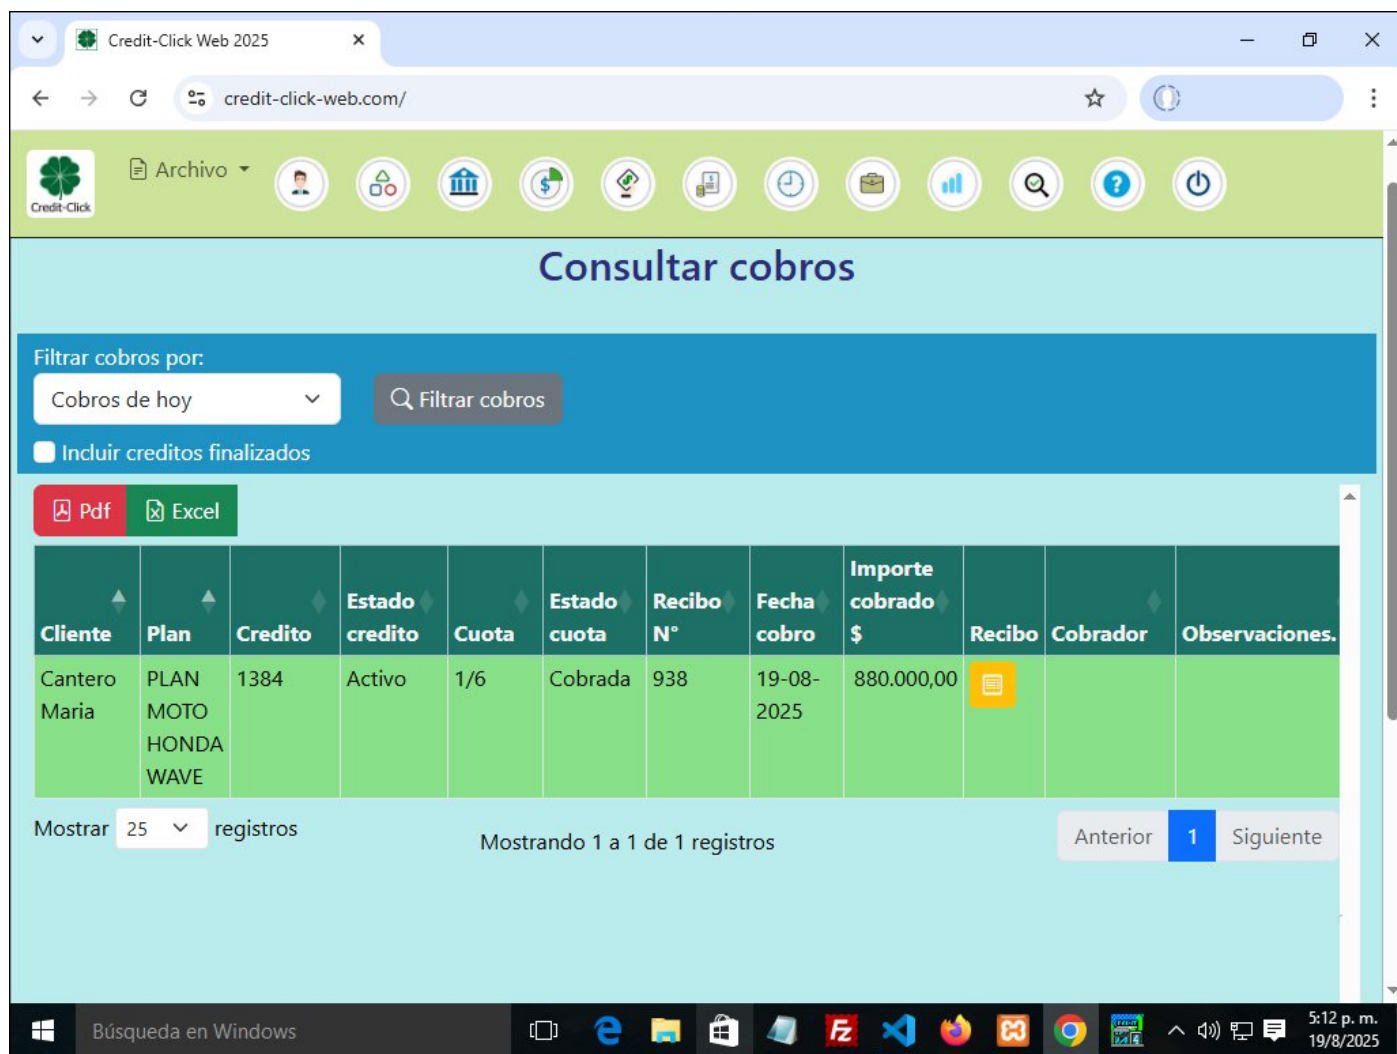 Credit-Click Web 2025
credit-click-web.com/
Credit-Click
Archivo
Consultar cobros
Filtrar cobros por:
Cobros de hoy
Filtrar cobros
Incluir creditos finalizados
Pdf
Excel
Cliente
Plan
Credito
Estado
credito
Cuota
Estado
cuota
Recibo
N°
Fecha
cobro
Importe
cobrado
$
Recibo
Cobrador
Observaciones.
Cantero
Maria
PLAN
MOTO
HONDA
WAVE
1384
Activo
1/6
Cobrada
938
19-08-
2025
880.000,00
Mostrar 25 registros
Mostrando 1 a 1 de 1 registros
Anterior 1 Siguiente
Búsqueda en Windows
5:12 p. m.
19/8/2025